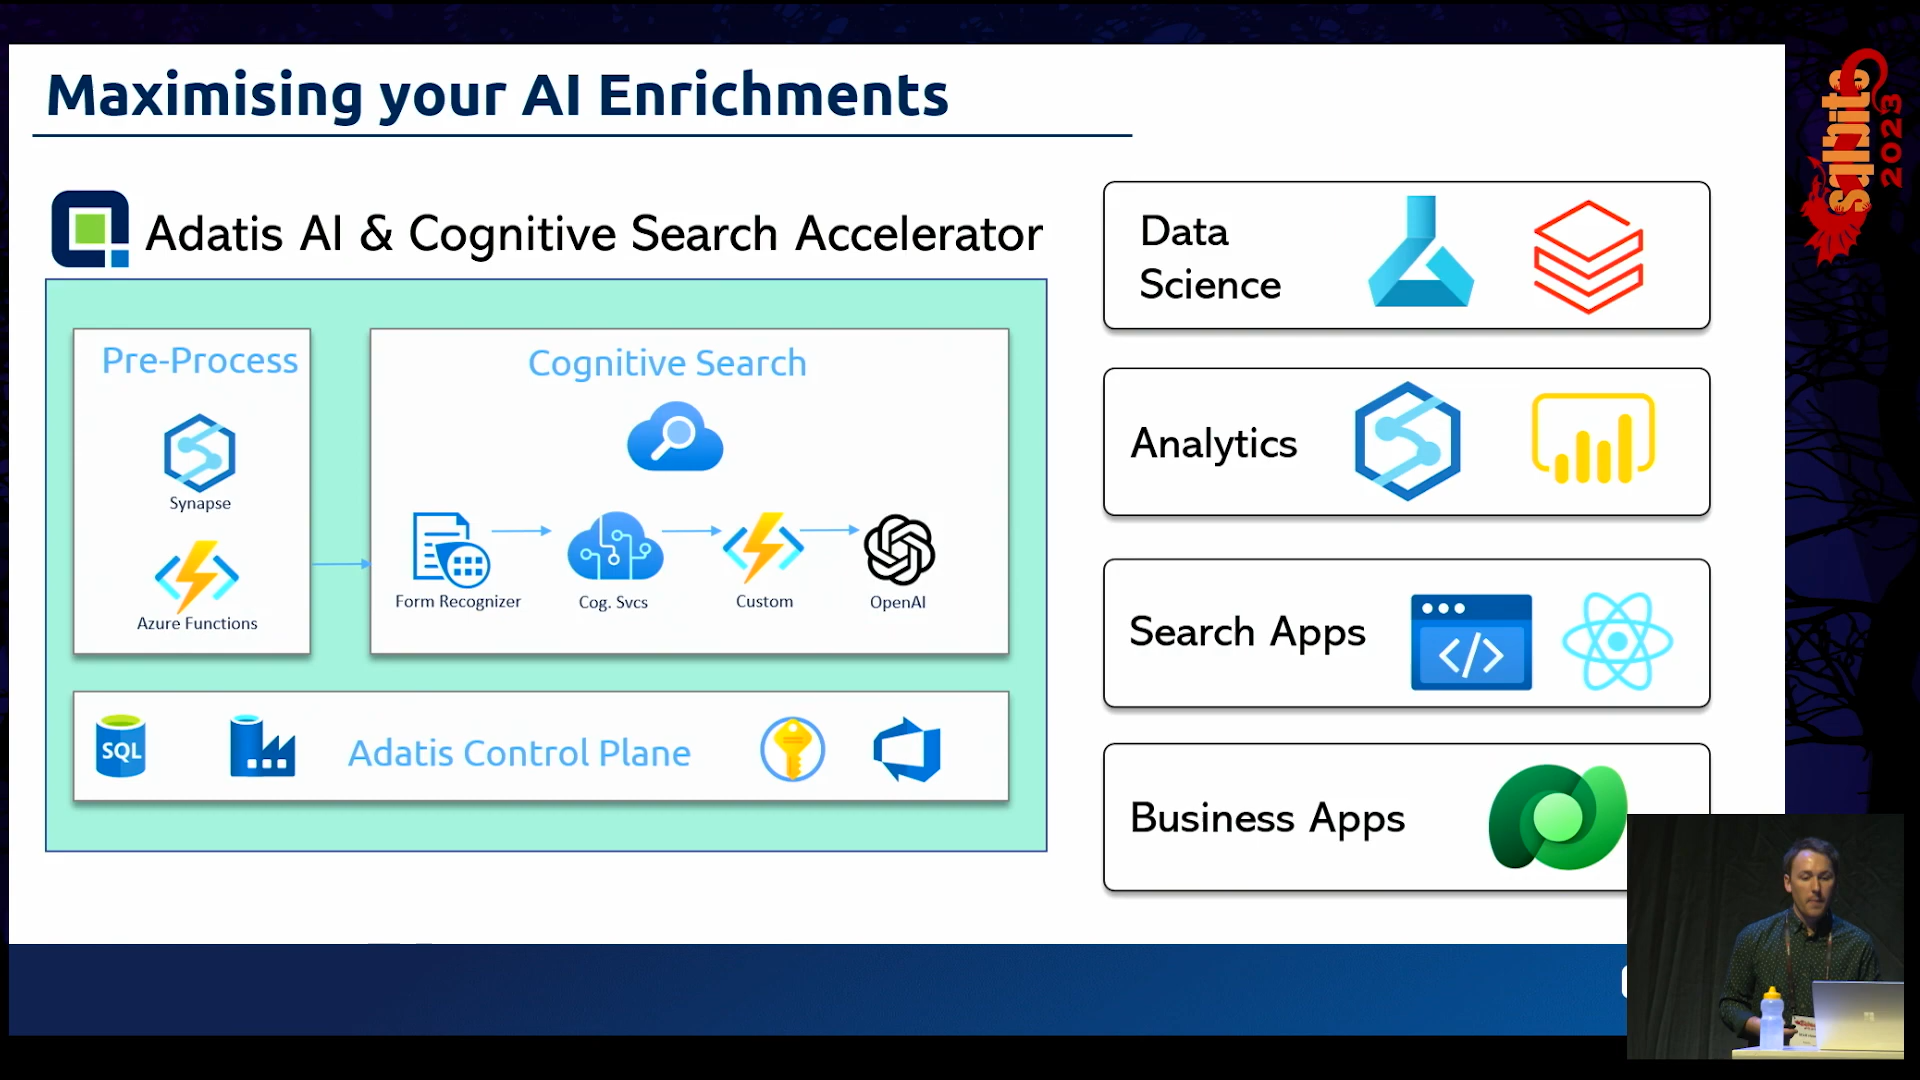 Maximising your AI Enrichments
Adatis AI & Cognitive Search Accelerator
Pre-Process
Synapse
Azure Functions
Cognitive Search
Form Recognizer
Cog. Svcs
Custom
OpenAI
SQL
Adatis Control Plane
Data
Science
Analytics
Search Apps
Business Apps
sqlbits
2023